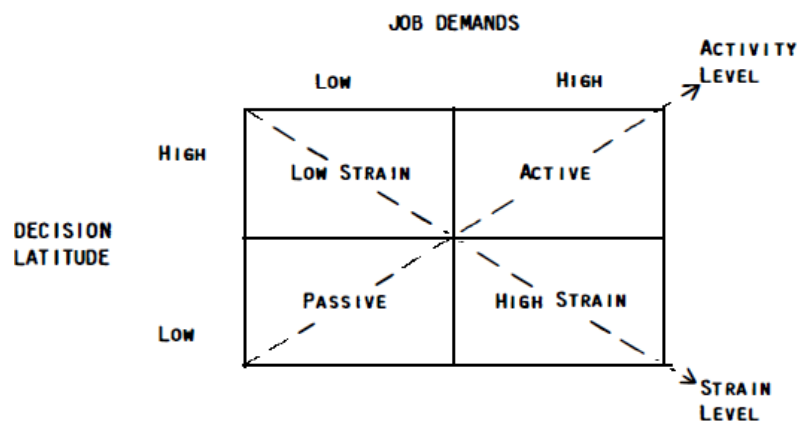 JOB DEMANDS
ACTIVITY
LEVEL
LOW
HIGH
HIGH
LOW STRAIN
ACTIVE
DECISION
LATITUDE
PASSIVE
HIGH STRAIN
LOW
STRAIN
LEVEL